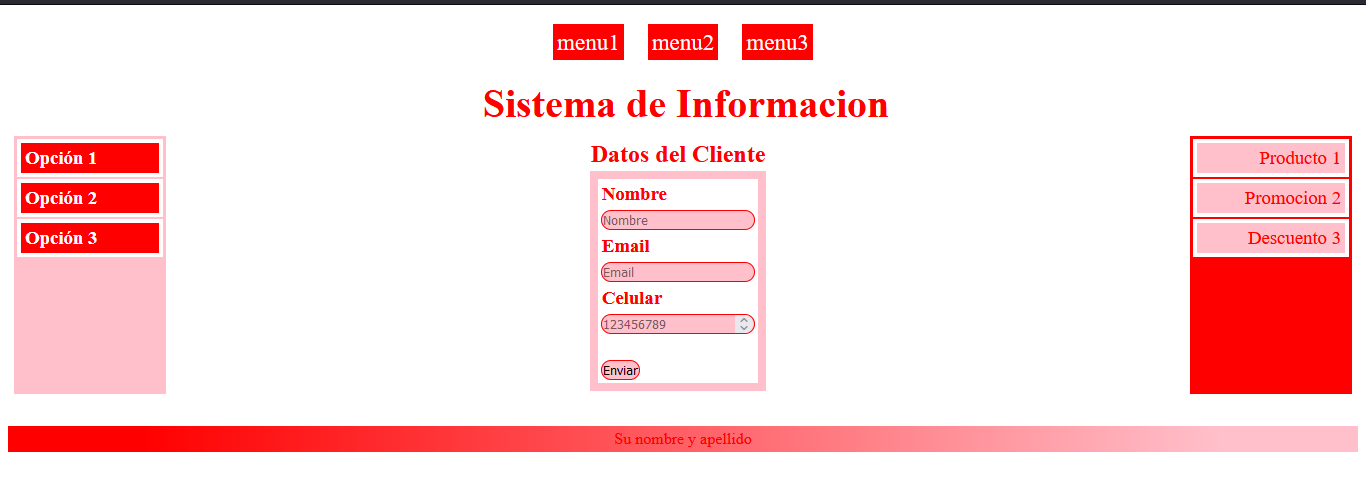 menu1 menu2 menu3
Sistema de Informacion
Opción 1
Opción 2
Opción 3
Datos del Cliente
Nombre
Nombre
Email
Email
Celular
123456789
Enviar
Producto 1
Promocion 2
Descuento 3
Su nombre y apellido